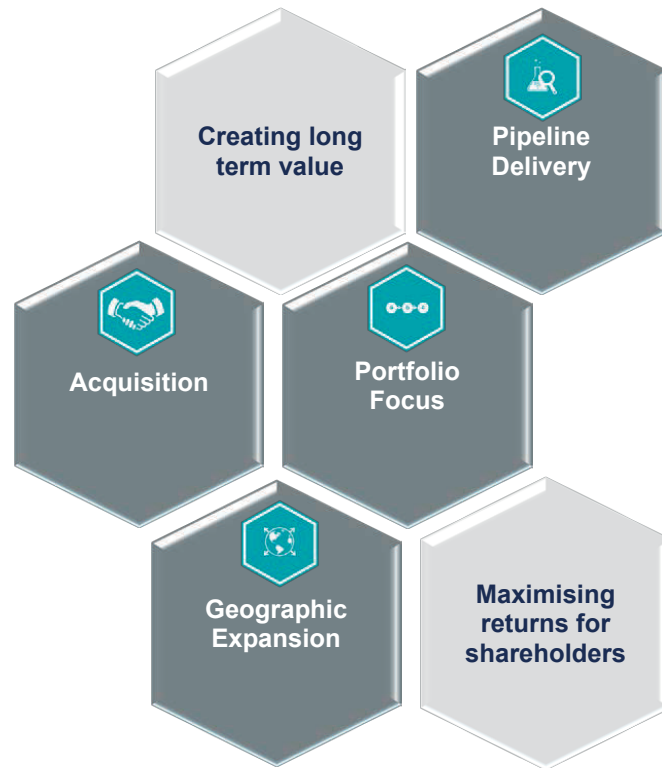 Creating long
term value
Pipeline
Delivery
Acquisition
Portfolio
Focus
Geographic
Expansion
Maximising
returns for
shareholders